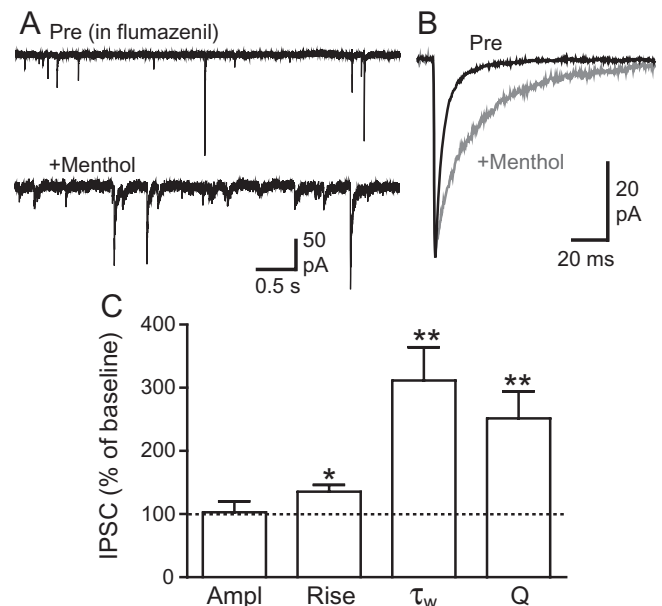 A
Pre (in flumazenil)
+Menthol
50
pA
0.5 s
B
Pre
+Menthol
20
pA
20 ms
C
IPSC (% of baseline)
400
300
200
100
0
*
**
**
Ampl
Rise
τw
Q